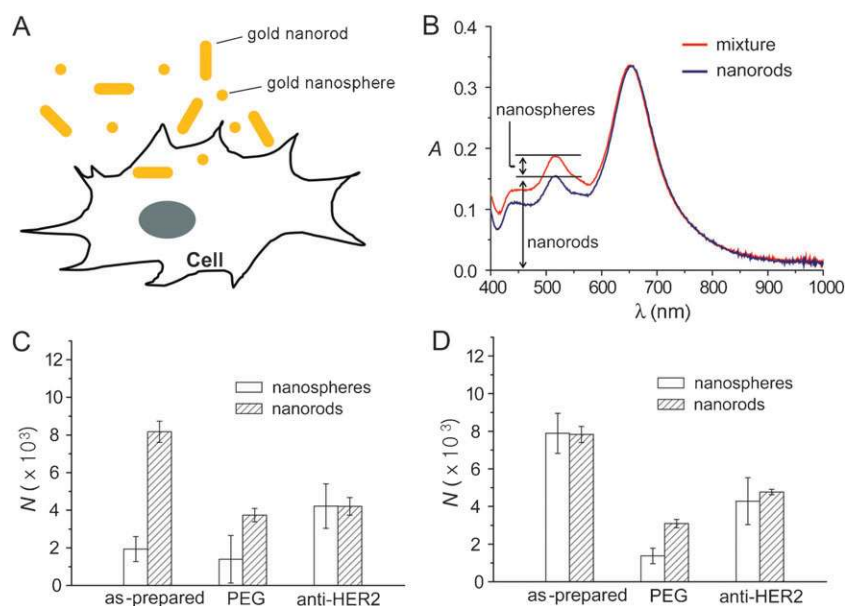 A
gold nanorod
gold nanosphere
Cell
B
mixture
nanorods
nanospheres
nanorods
A
0.4
0.3
0.2
0.1
0.0
400 500 600 700 800 900 1000
λ (nm)
C
nanospheres
nanorods
N ( x 10³)
12
10
8
6
4
2
0
as-prepared PEG anti-HER2
D
nanospheres
nanorods
N ( x 10³)
12
10
8
6
4
2
0
as-prepared PEG anti-HER2